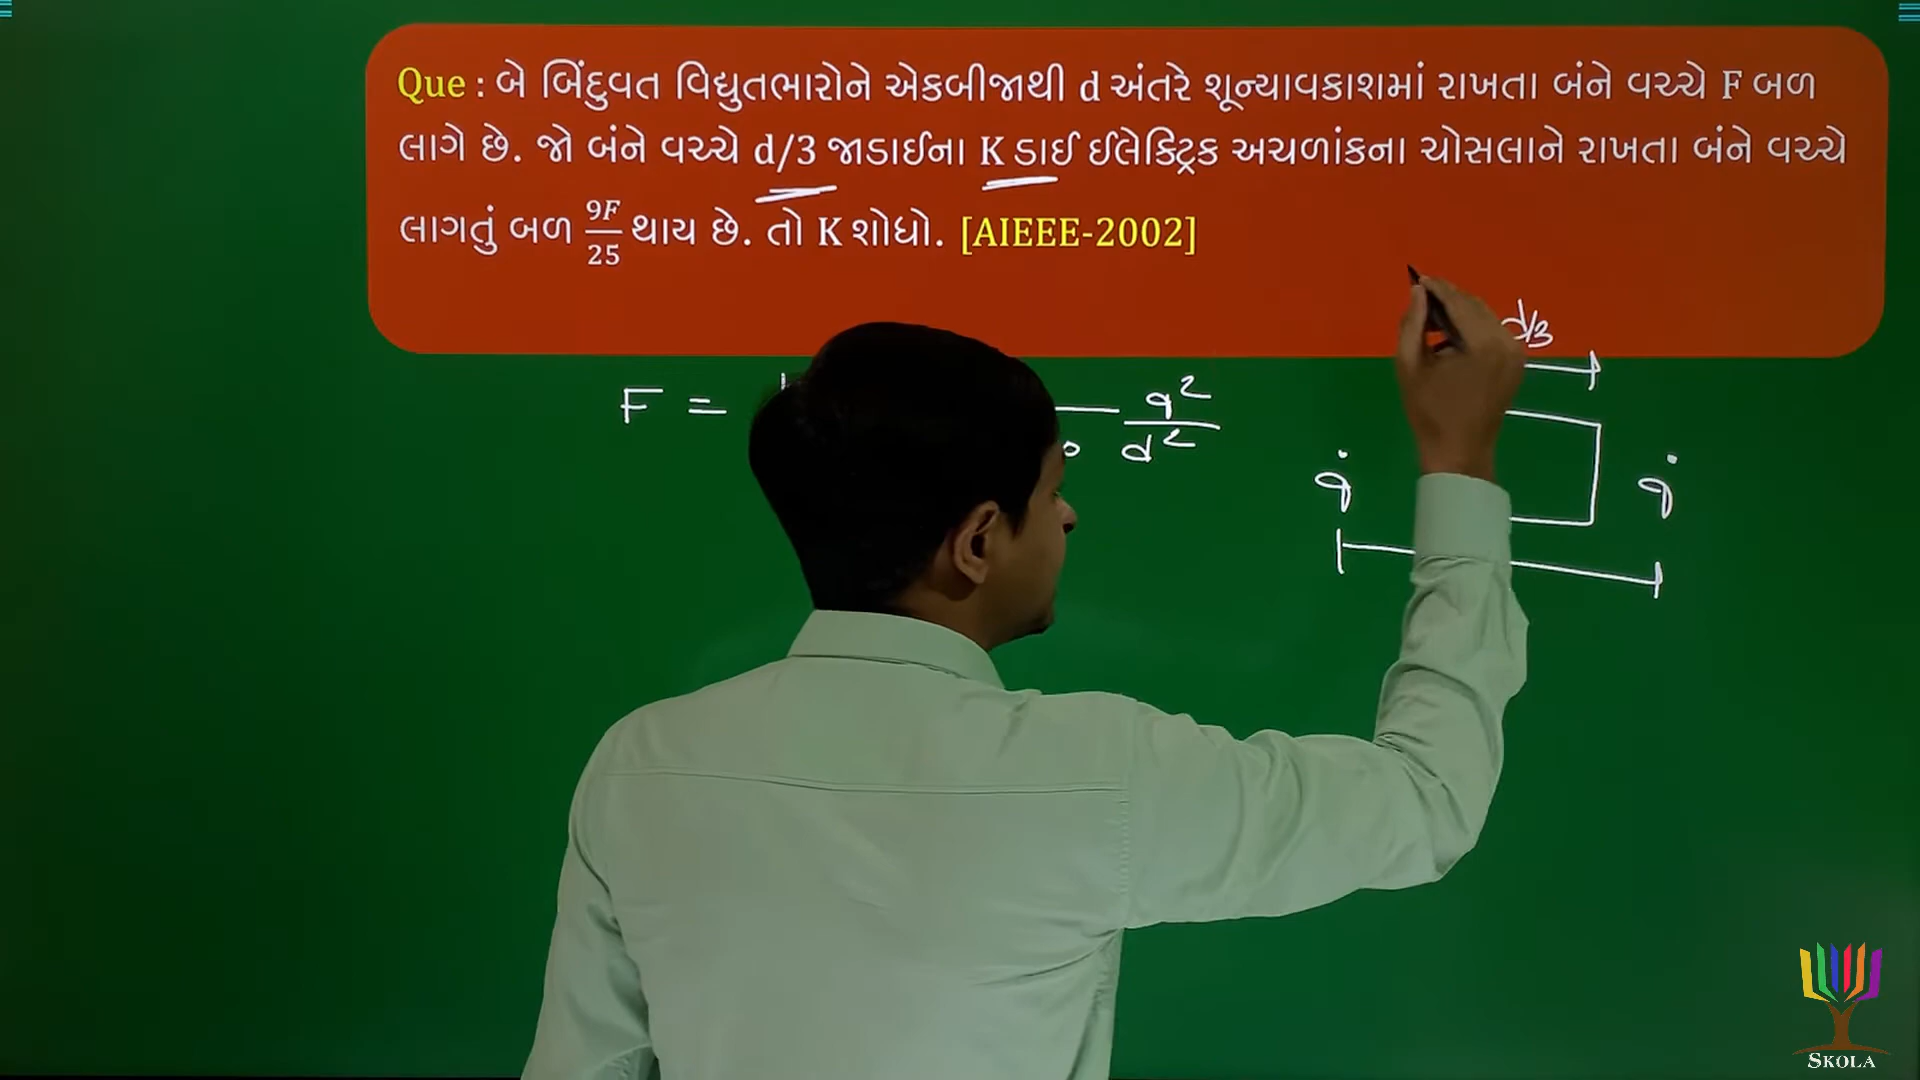 Que : બે બિંદુવત વિદ્યુતભારોને એકબીજાથી d અંતરે શૂન્યાવકાશમાં રાખતા બંને વચ્ચે F બળ
લાગે છે. જો બંને વચ્ચે d/3 જાડાઈના K ડાઈ ઈલેક્ટ્રિક અચળાંકના ચોસલાને રાખતા બંને વચ્ચે
લાગતું બળ 9F/25 થાય છે. તો K શોધો. [AIEEE-2002]
d/3
F = q² / d²
q q
SKOLA